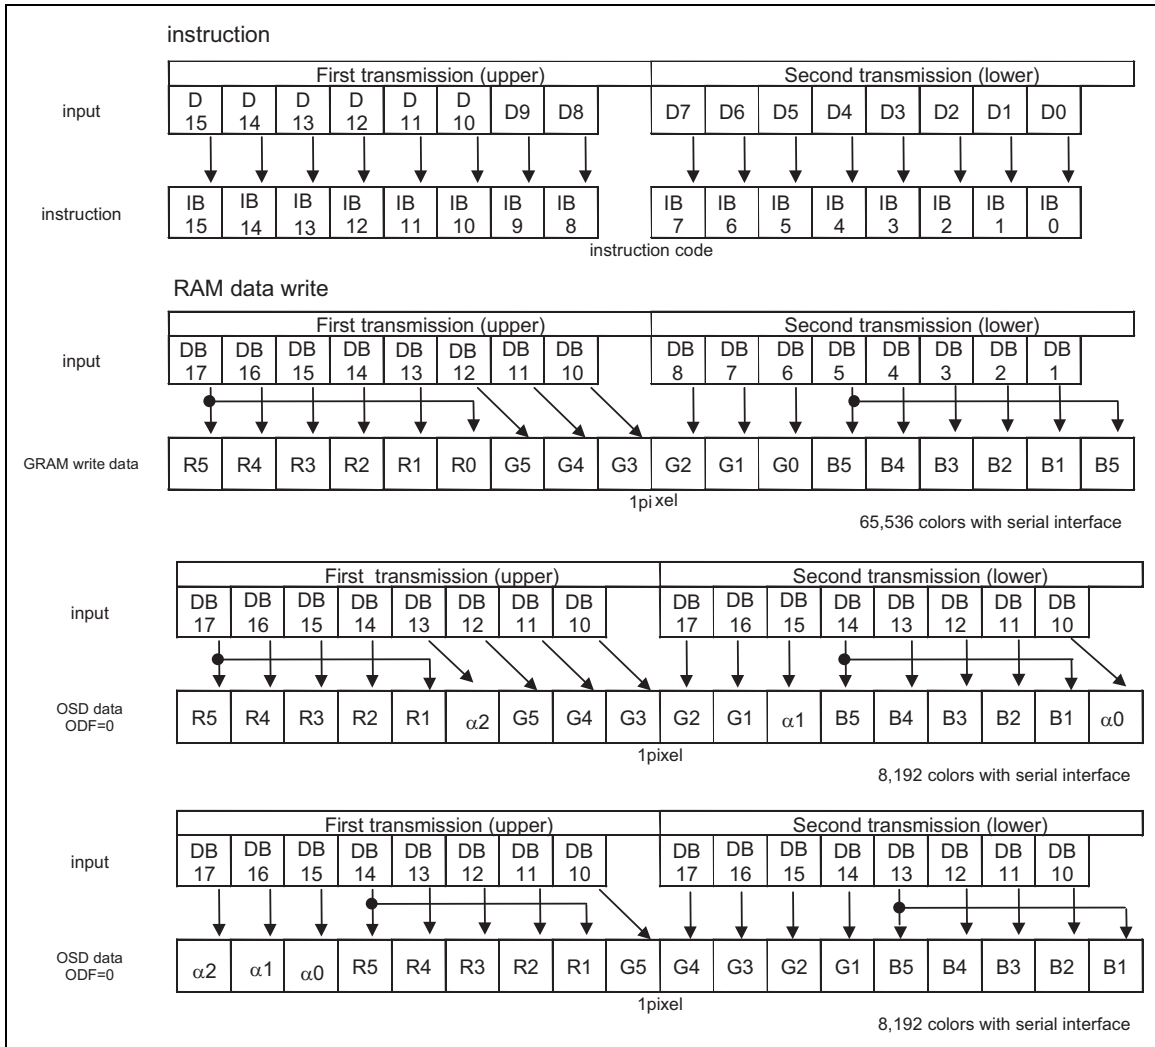 instruction
First transmission (upper) Second transmission (lower)
input D 15 D 14 D 13 D 12 D 11 D 10 D9 D8 D7 D6 D5 D4 D3 D2 D1 D0
instruction IB 15 IB 14 IB 13 IB 12 IB 11 IB 10 IB 9 IB 8 IB 7 IB 6 IB 5 IB 4 IB 3 IB 2 IB 1 IB 0
instruction code
RAM data write
First transmission (upper) Second transmission (lower)
input DB 17 DB 16 DB 15 DB 14 DB 13 DB 12 DB 11 DB 10 DB 8 DB 7 DB 6 DB 5 DB 4 DB 3 DB 2 DB 1
GRAM write data R5 R4 R3 R2 R1 R0 G5 G4 G3 G2 G1 G0 B5 B4 B3 B2 B1 B5
1pixel
65,536 colors with serial interface
First transmission (upper) Second transmission (lower)
input DB 17 DB 16 DB 15 DB 14 DB 13 DB 12 DB 11 DB 10 DB 17 DB 16 DB 15 DB 14 DB 13 DB 12 DB 11 DB 10
OSD data ODF=0 R5 R4 R3 R2 R1 α2 G5 G4 G3 G2 G1 α1 B5 B4 B3 B2 B1 α0
1pixel
8,192 colors with serial interface
First transmission (upper) Second transmission (lower)
input DB 17 DB 16 DB 15 DB 14 DB 13 DB 12 DB 11 DB 10 DB 17 DB 16 DB 15 DB 14 DB 13 DB 12 DB 11 DB 10
OSD data ODF=0 α2 α1 α0 R5 R4 R3 R2 R1 G5 G4 G3 G2 G1 B5 B4 B3 B2 B1
1pixel
8,192 colors with serial interface